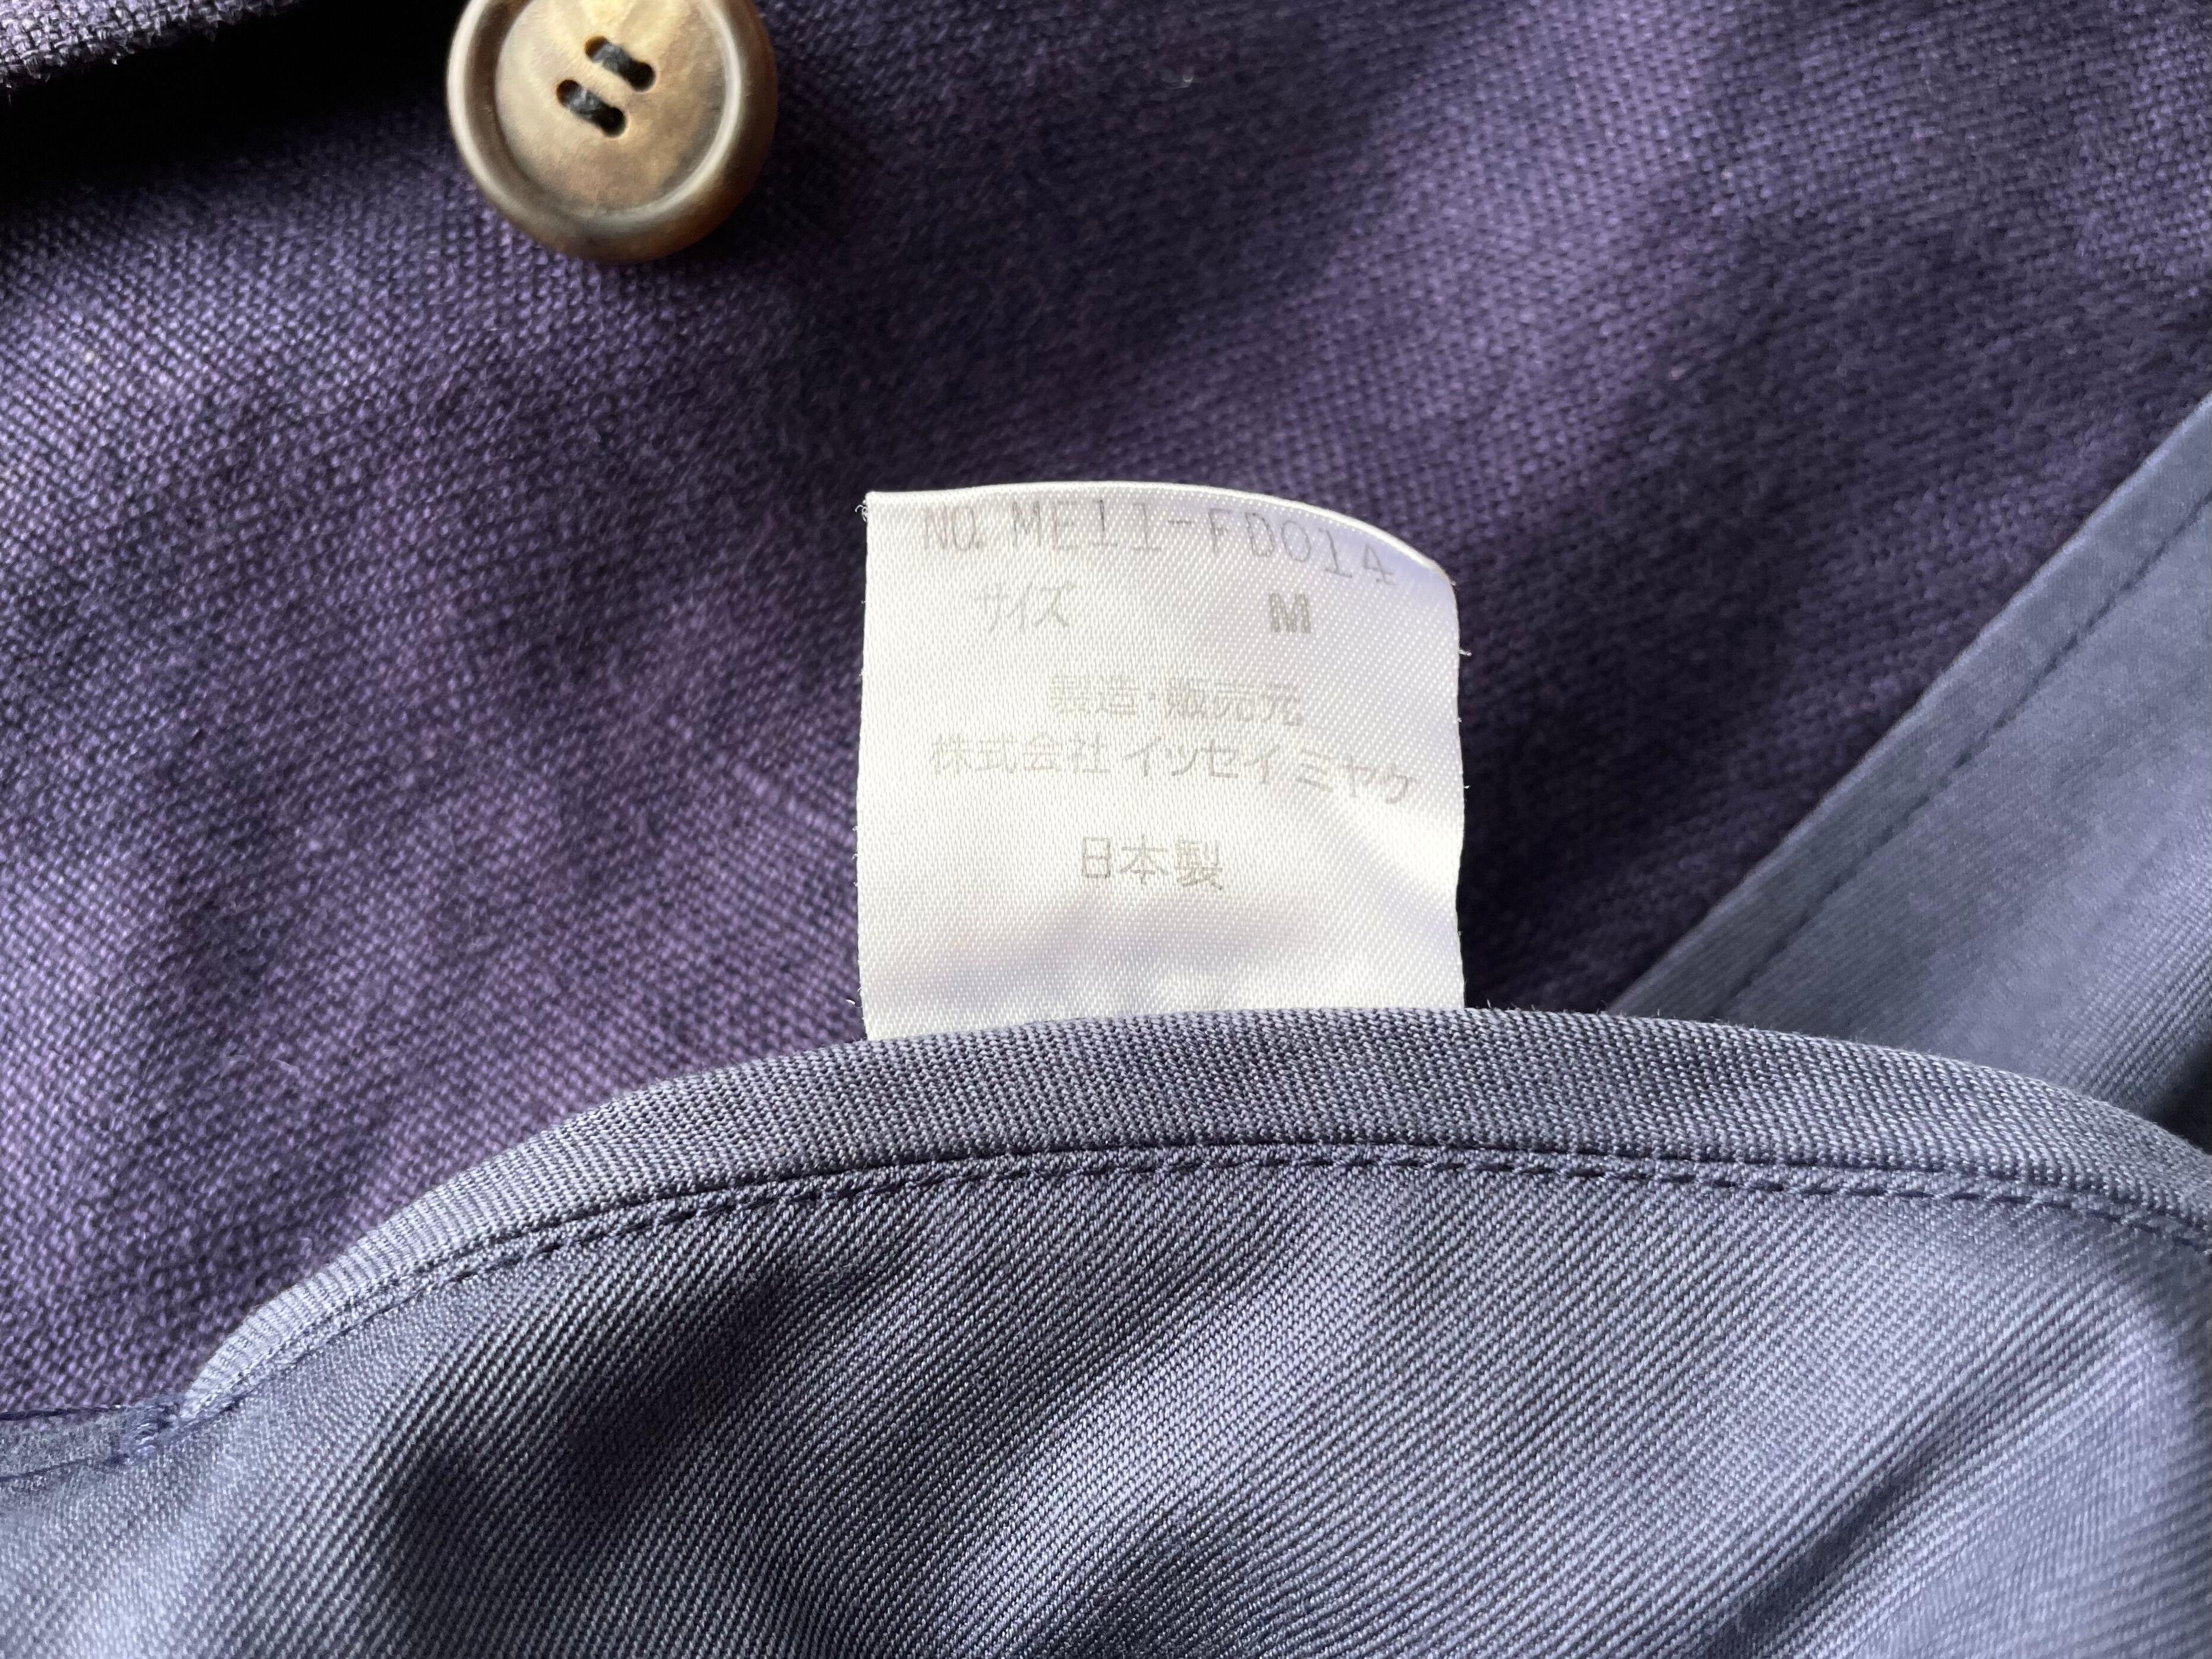 NO. ME11-FD014
サイズ M
製造・販売元
株式会社 イッセイ ミヤケ
日本製